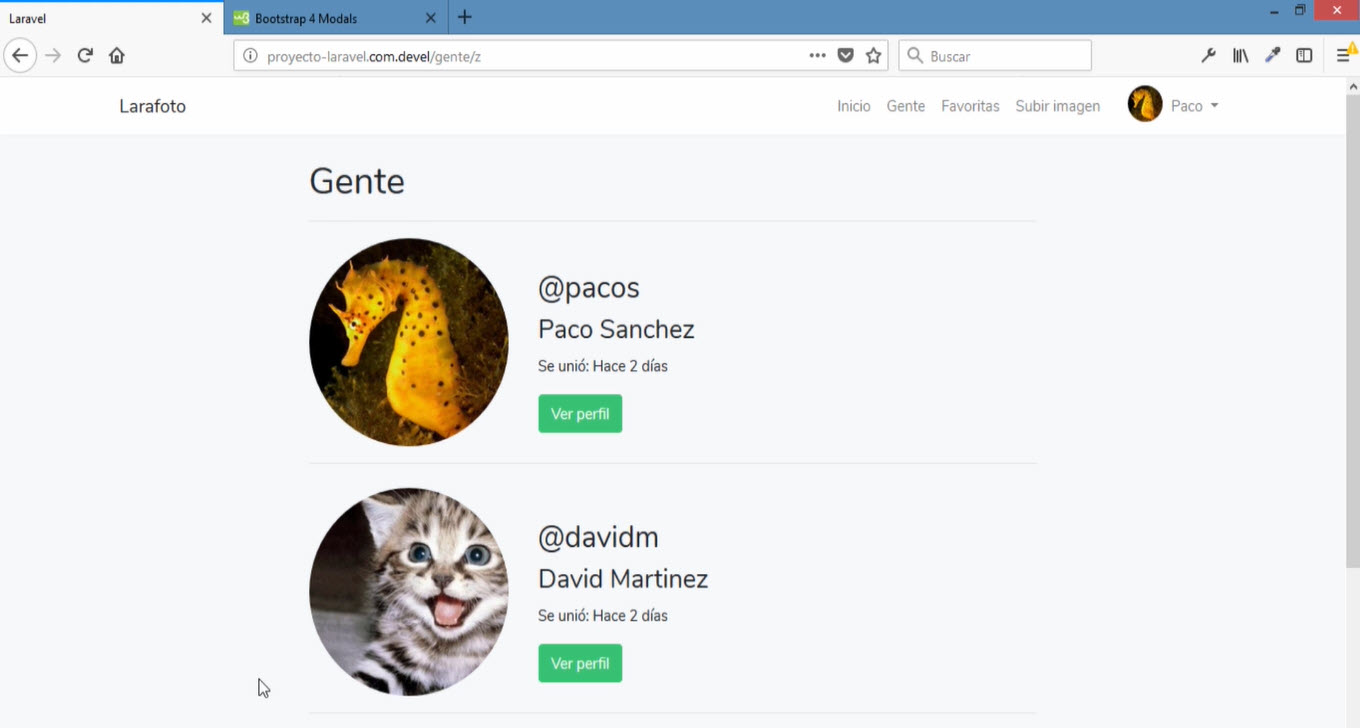 Laravel
Bootstrap 4 Modals
proyecto-laravel.com.devel/gente/z
Buscar
Larafoto
Inicio Gente Favoritas Subir imagen Paco
Gente
@pacos
Paco Sanchez
Se unió: Hace 2 días
Ver perfil
@davidm
David Martinez
Se unió: Hace 2 días
Ver perfil